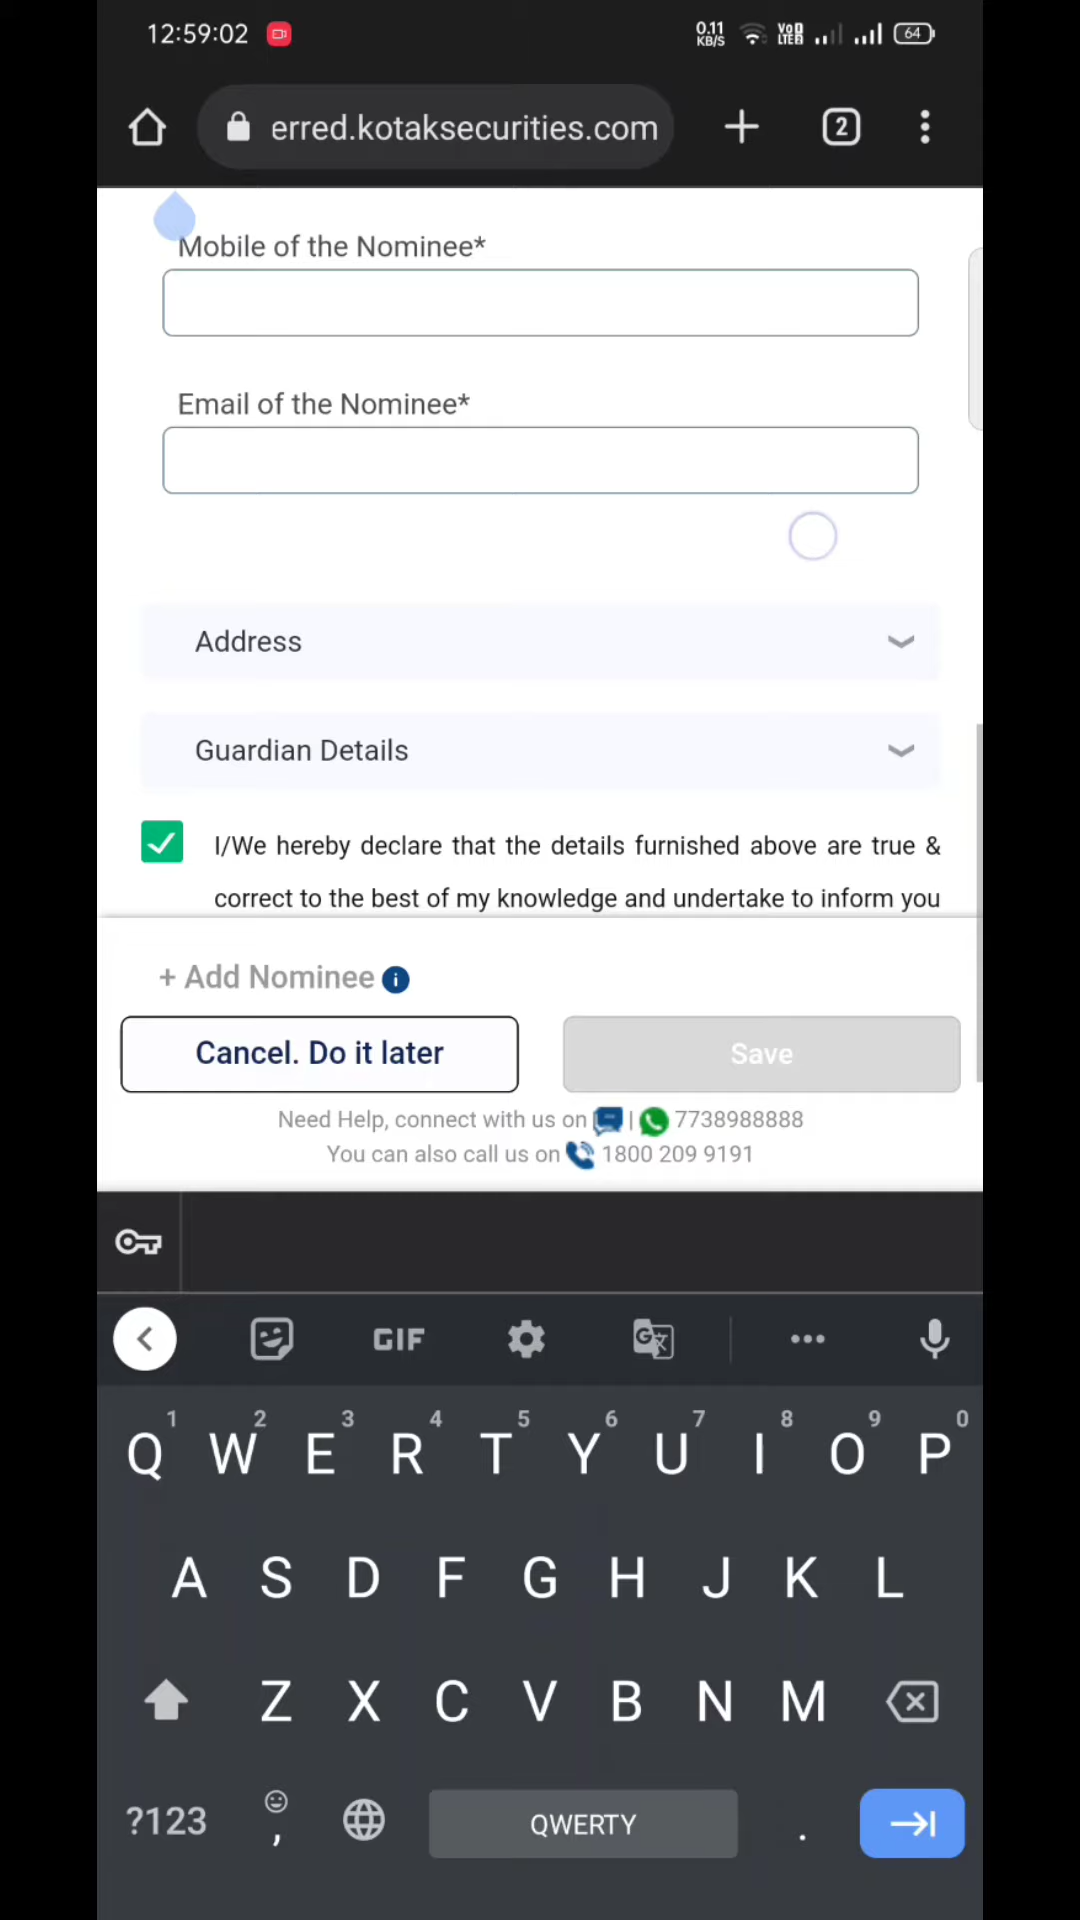 12:59:02
0.11 KB/S VoD LTE2 64
erred.kotaksecurities.com
2
Mobile of the Nominee*
Email of the Nominee*
Address
Guardian Details
I/We hereby declare that the details furnished above are true &
correct to the best of my knowledge and undertake to inform you
+ Add Nominee i
Cancel. Do it later
Save
Need Help, connect with us on | 7738988888
You can also call us on 1800 209 9191
GIF
G
1 2 3 4 5 6 7 8 9 0
Q W E R T Y U I O P
A S D F G H J K L
Z X C V B N M
?123 , QWERTY .